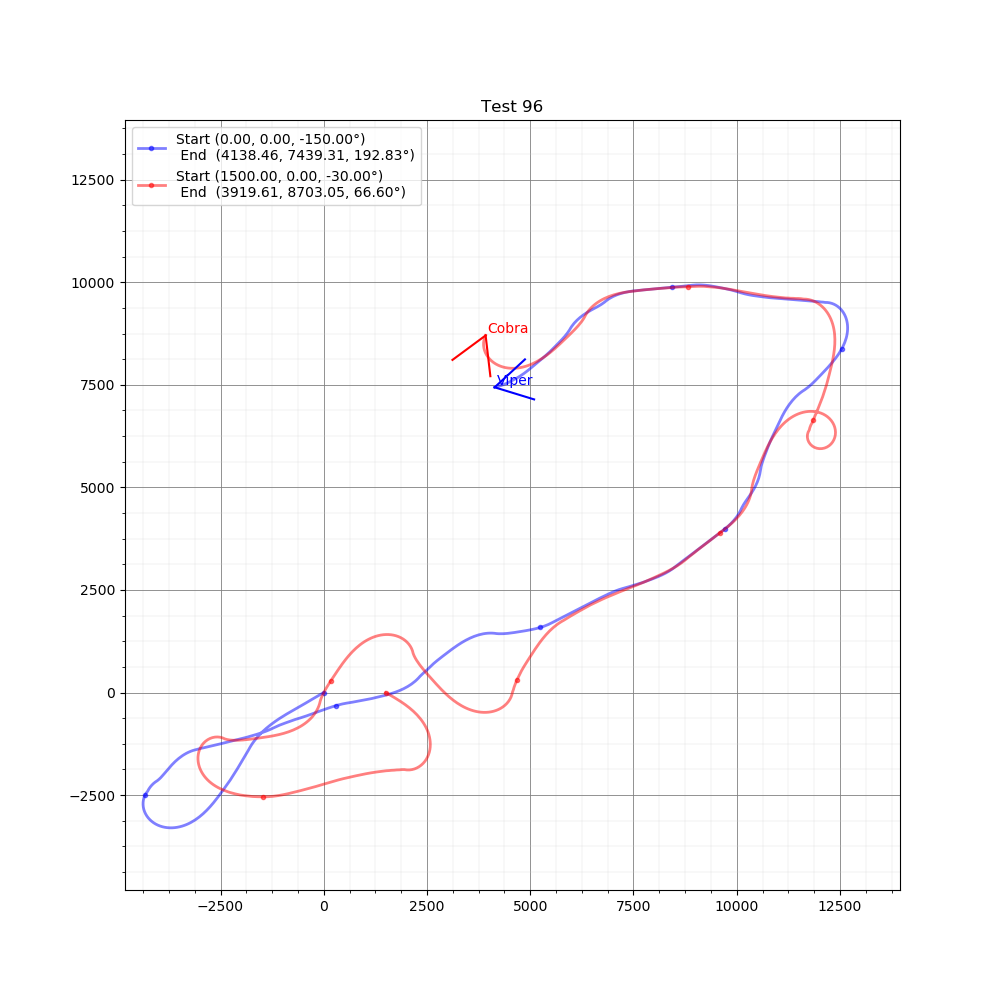 Test 96
Start (0.00, 0.00, -150.00°)
End  (4138.46, 7439.31, 192.83°)
Start (1500.00, 0.00, -30.00°)
End  (3919.61, 8703.05, 66.60°)
12500
10000
7500
5000
2500
0
−2500
Cobra
Viper
−2500 0 2500 5000 7500 10000 12500